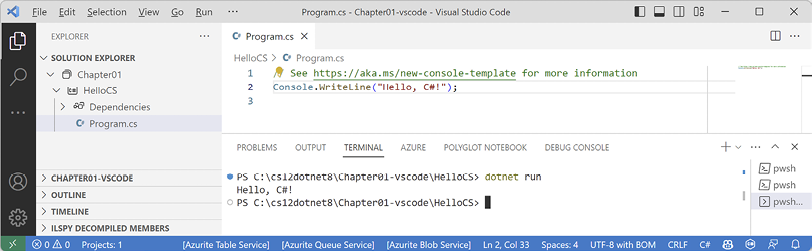 File Edit Selection View Go Run ··· Program.cs - Chapter01-vscode - Visual Studio Code
EXPLORER ···
SOLUTION EXPLORER
Chapter01
HelloCS
Dependencies
Program.cs
CHAPTER01-VSCODE
OUTLINE
TIMELINE
ILSPY DECOMPILED MEMBERS
Program.cs
HelloCS > Program.cs
1 / See https://aka.ms/new-console-template for more information
2 Console.WriteLine("Hello, C#!");
3
PROBLEMS OUTPUT TERMINAL AZURE POLYGLOT NOTEBOOK DEBUG CONSOLE
PS C:\cs12dotnet8\Chapter01-vscode\HelloCS> dotnet run
Hello, C#!
PS C:\cs12dotnet8\Chapter01-vscode\HelloCS>
pwsh
pwsh
pwsh...
0 0 Projects: 1 [Azurite Table Service] [Azurite Queue Service] [Azurite Blob Service] Ln 2, Col 33 Spaces: 4 UTF-8 with BOM CRLF C#